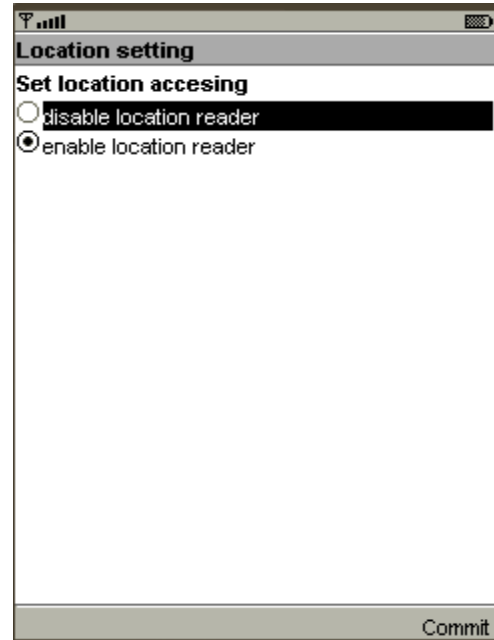 Location setting
Set location accesing
disable location reader
enable location reader
Commit